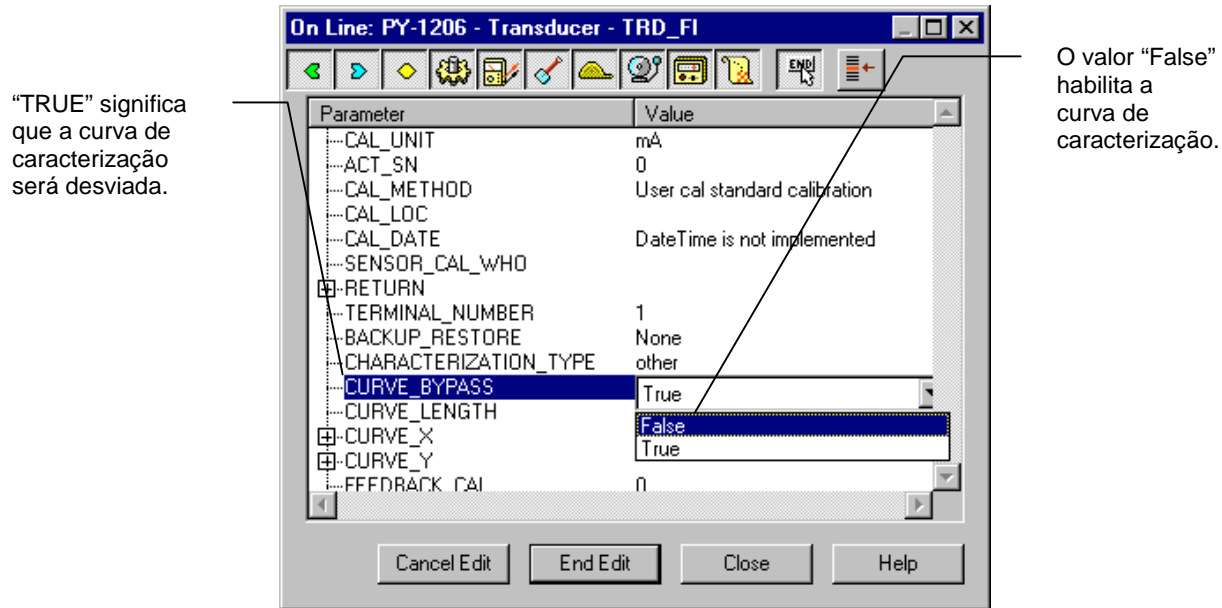 On Line: PY-1206 - Transducer - TRD_FI
END
"TRUE" significa
que a curva de
caracterização
será desviada.
O valor "False"
habilita a
curva de
caracterização.
Parameter Value
CAL_UNIT mA
ACT_SN 0
CAL_METHOD User cal standard calibration
CAL_LOC
CAL_DATE DateTime is not implemented
SENSOR_CAL_WHO
RETURN
TERMINAL_NUMBER 1
BACKUP_RESTORE None
CHARACTERIZATION_TYPE other
CURVE_BYPASS True
CURVE_LENGTH False
CURVE_X True
CURVE_Y
FEEDBACK_CAL 0
Cancel Edit End Edit Close Help